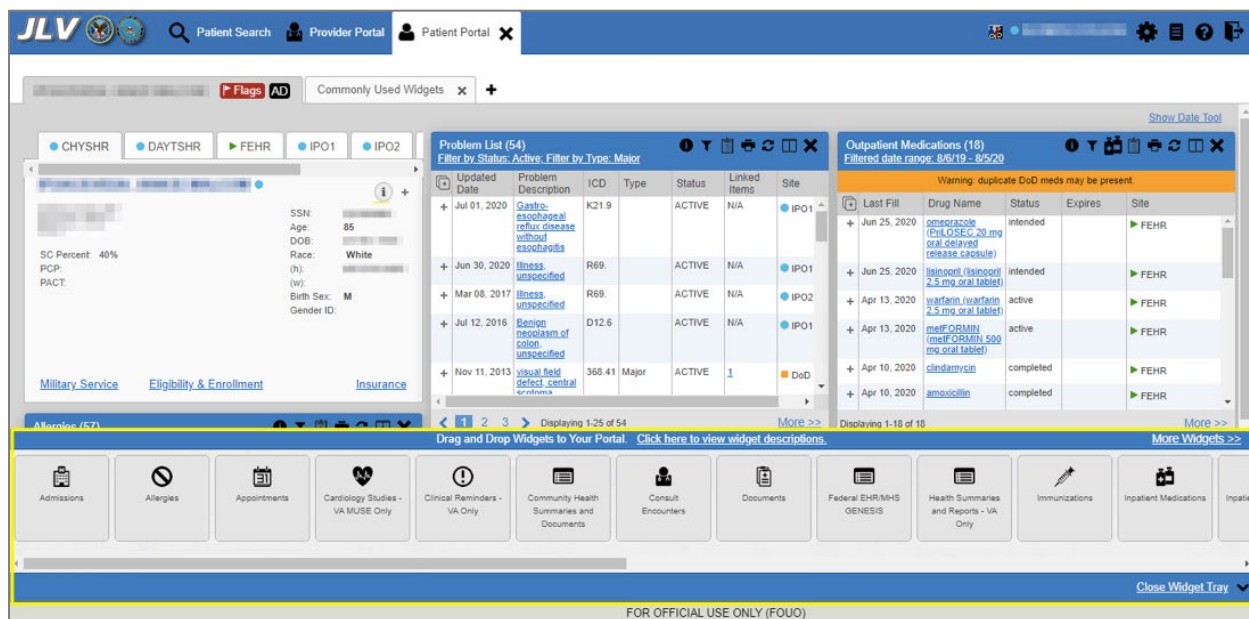 JLV Patient Search Provider Portal Patient Portal
Flags AD Commonly Used Widgets x +
Show Date Tool
CHYSHR DAYTSHR FEHR IPO1 IPO2
SSN:
Age: 85
DOB:
SC Percent: 40% Race: White
PCP: (h):
PACT: (w):
Birth Sex: M
Gender ID:
Military Service Eligibility & Enrollment Insurance
Allergies (57)
Problem List (54)
Filter by Status: Active; Filter by Type: Major
Updated Date Problem Description ICD Type Status Linked Items Site
+ Jul 01, 2020 Gastro-esophageal reflux disease without esophagitis K21.9 ACTIVE N/A IPO1
+ Jun 30, 2020 Illness, unspecified R69. ACTIVE N/A IPO1
+ Mar 08, 2017 Illness, unspecified R69. ACTIVE N/A IPO2
+ Jul 12, 2016 Benign neoplasm of colon, unspecified D12.6 ACTIVE N/A IPO1
+ Nov 11, 2013 visual field defect, central scotoma 368.41 Major ACTIVE 1 DoD
1 2 3 Displaying 1-25 of 54 More >>
Outpatient Medications (18)
Filtered date range: 8/6/19 - 8/5/20
Warning: duplicate DoD meds may be present.
Last Fill Drug Name Status Expires Site
+ Jun 25, 2020 omeprazole (PriLOSEC 20 mg oral delayed release capsule) intended FEHR
+ Jun 25, 2020 lisinopril (lisinopril 2.5 mg oral tablet) intended FEHR
+ Apr 13, 2020 warfarin (warfarin 2.5 mg oral tablet) active FEHR
+ Apr 13, 2020 metFORMIN (metFORMIN 500 mg oral tablet) active FEHR
+ Apr 10, 2020 clindamycin completed FEHR
+ Apr 10, 2020 amoxicillin completed FEHR
Displaying 1-18 of 18 More >>
Drag and Drop Widgets to Your Portal. Click here to view widget descriptions. More Widgets >>
Admissions
Allergies
Appointments
Cardiology Studies -
VA MUSE Only
Clinical Reminders -
VA Only
Community Health
Summaries and
Documents
Consult
Encounters
Documents
Federal EHR/MHS
GENESIS
Health Summaries
and Reports - VA
Only
Immunizations
Inpatient Medications
Close Widget Tray
FOR OFFICIAL USE ONLY (FOUO)